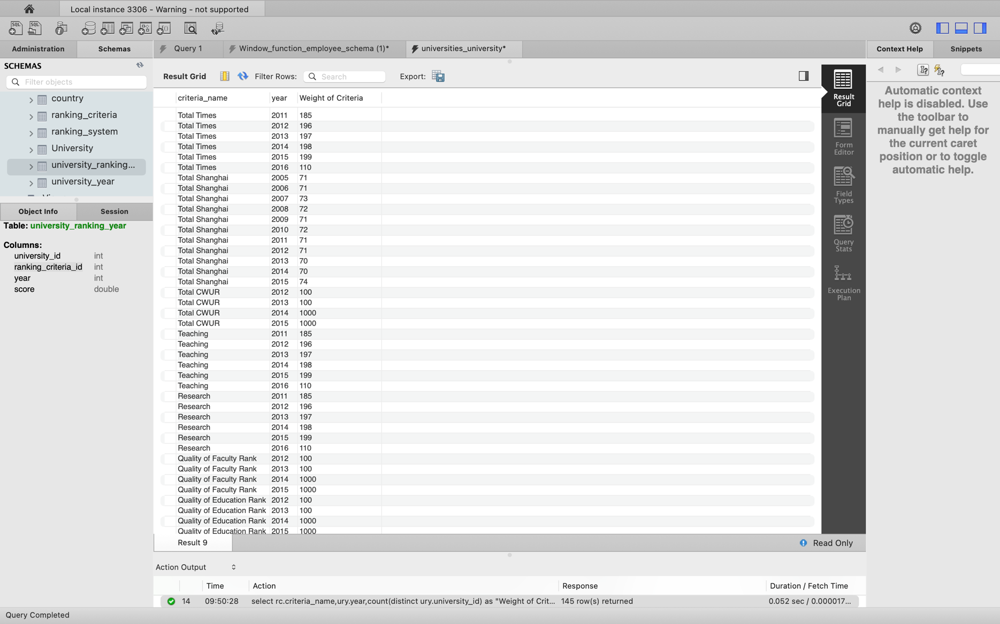 Local instance 3306 - Warning - not supported
SQL
SQL
Administration
Schemas
Query 1
Window_function_employee_schema (1)*
universities_university*
Context Help
Snippets
SCHEMAS
Filter objects
country
ranking_criteria
ranking_system
University
university_ranking...
university_year
Object Info
Session
Table: university_ranking_year
Columns:
university_id int
ranking_criteria_id int
year int
score double
Result Grid
Filter Rows:
Search
Export:
criteria_name year Weight of Criteria
Total Times 2011 185
Total Times 2012 196
Total Times 2013 197
Total Times 2014 198
Total Times 2015 199
Total Times 2016 110
Total Shanghai 2005 71
Total Shanghai 2006 71
Total Shanghai 2007 73
Total Shanghai 2008 72
Total Shanghai 2009 71
Total Shanghai 2010 72
Total Shanghai 2011 71
Total Shanghai 2012 71
Total Shanghai 2013 70
Total Shanghai 2014 70
Total Shanghai 2015 74
Total CWUR 2012 100
Total CWUR 2013 100
Total CWUR 2014 1000
Total CWUR 2015 1000
Teaching 2011 185
Teaching 2012 196
Teaching 2013 197
Teaching 2014 198
Teaching 2015 199
Teaching 2016 110
Research 2011 185
Research 2012 196
Research 2013 197
Research 2014 198
Research 2015 199
Research 2016 110
Quality of Faculty Rank 2012 100
Quality of Faculty Rank 2013 100
Quality of Faculty Rank 2014 1000
Quality of Faculty Rank 2015 1000
Quality of Education Rank 2012 100
Quality of Education Rank 2013 100
Quality of Education Rank 2014 1000
Quality of Education Rank 2015 1000
Result
Grid
Form
Editor
Field
Types
Query
Stats
Execution
Plan
Automatic context
help is disabled. Use
the toolbar to
manually get help for
the current caret
position or to toggle
automatic help.
Result 9
Read Only
Action Output
Time Action Response Duration / Fetch Time
14 09:50:28 select rc.criteria_name,ury.year,count(distinct ury.university_id) as "Weight of Crit... 145 row(s) returned 0.052 sec / 0.000017...
Query Completed